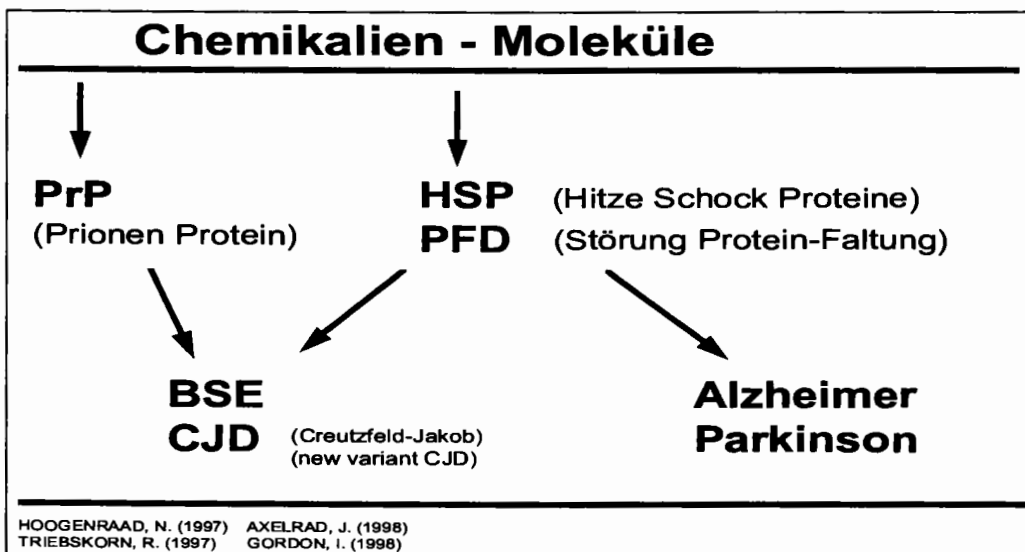 Chemikalien - Moleküle
PrP
(Prionen Protein)
HSP (Hitze Schock Proteine)
PFD (Störung Protein-Faltung)
BSE
CJD (Creutzfeld-Jakob)
(new variant CJD)
Alzheimer
Parkinson
HOOGENRAAD, N. (1997) AXELRAD, J. (1998)
TRIEBSKORN, R. (1997) GORDON, I. (1998)